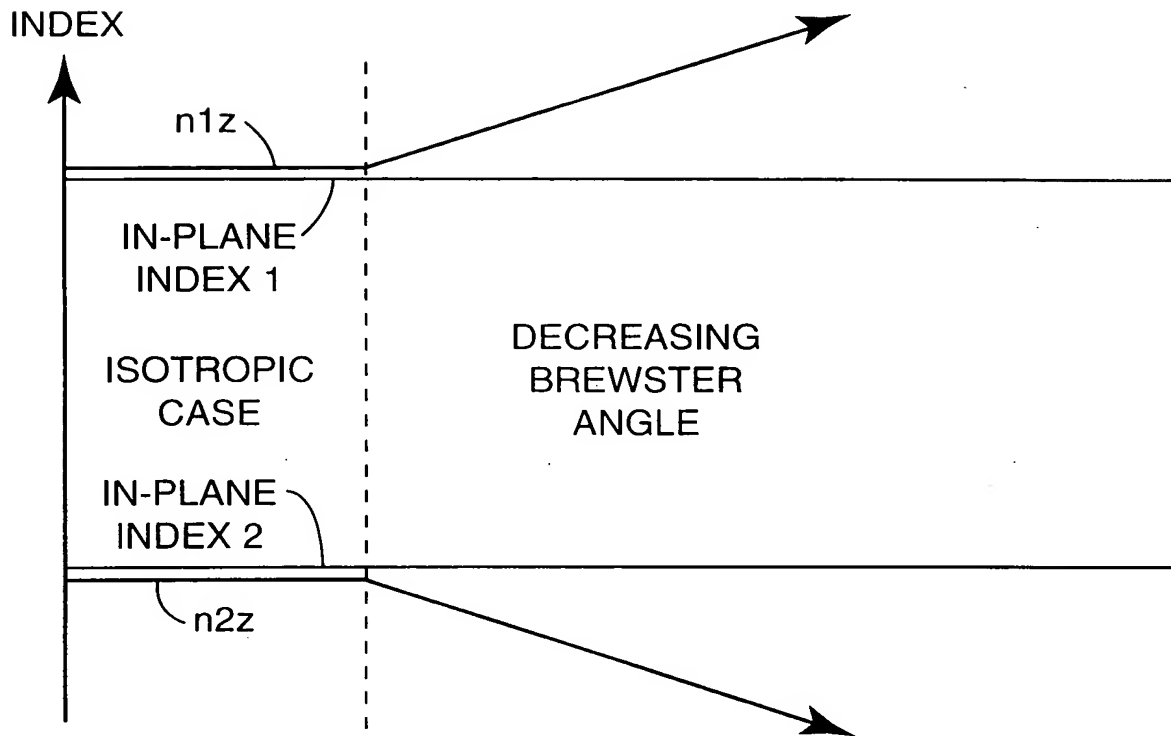 INDEX
n1z
IN-PLANE
INDEX 1
ISOTROPIC
CASE
DECREASING
BREWSTER
ANGLE
IN-PLANE
INDEX 2
n2z